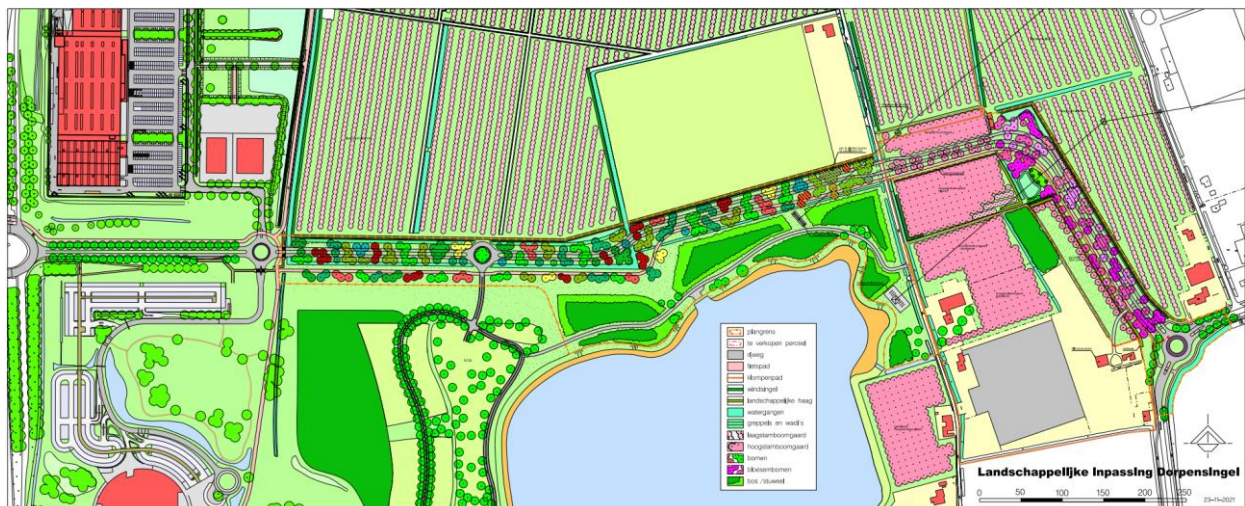 plangrens
te verkopen perceel
rijweg
fietspad
klompenpad
windsingel
landschappelijke haag
watergangen
greppels en wadi's
laagstamboomgaard
hoogstamboomgaard
bomen
bloesembomen
bos /struweel
Landschappelijke Inpassing Dorpensingel
0 50 100 150 200 250
23-11-2021